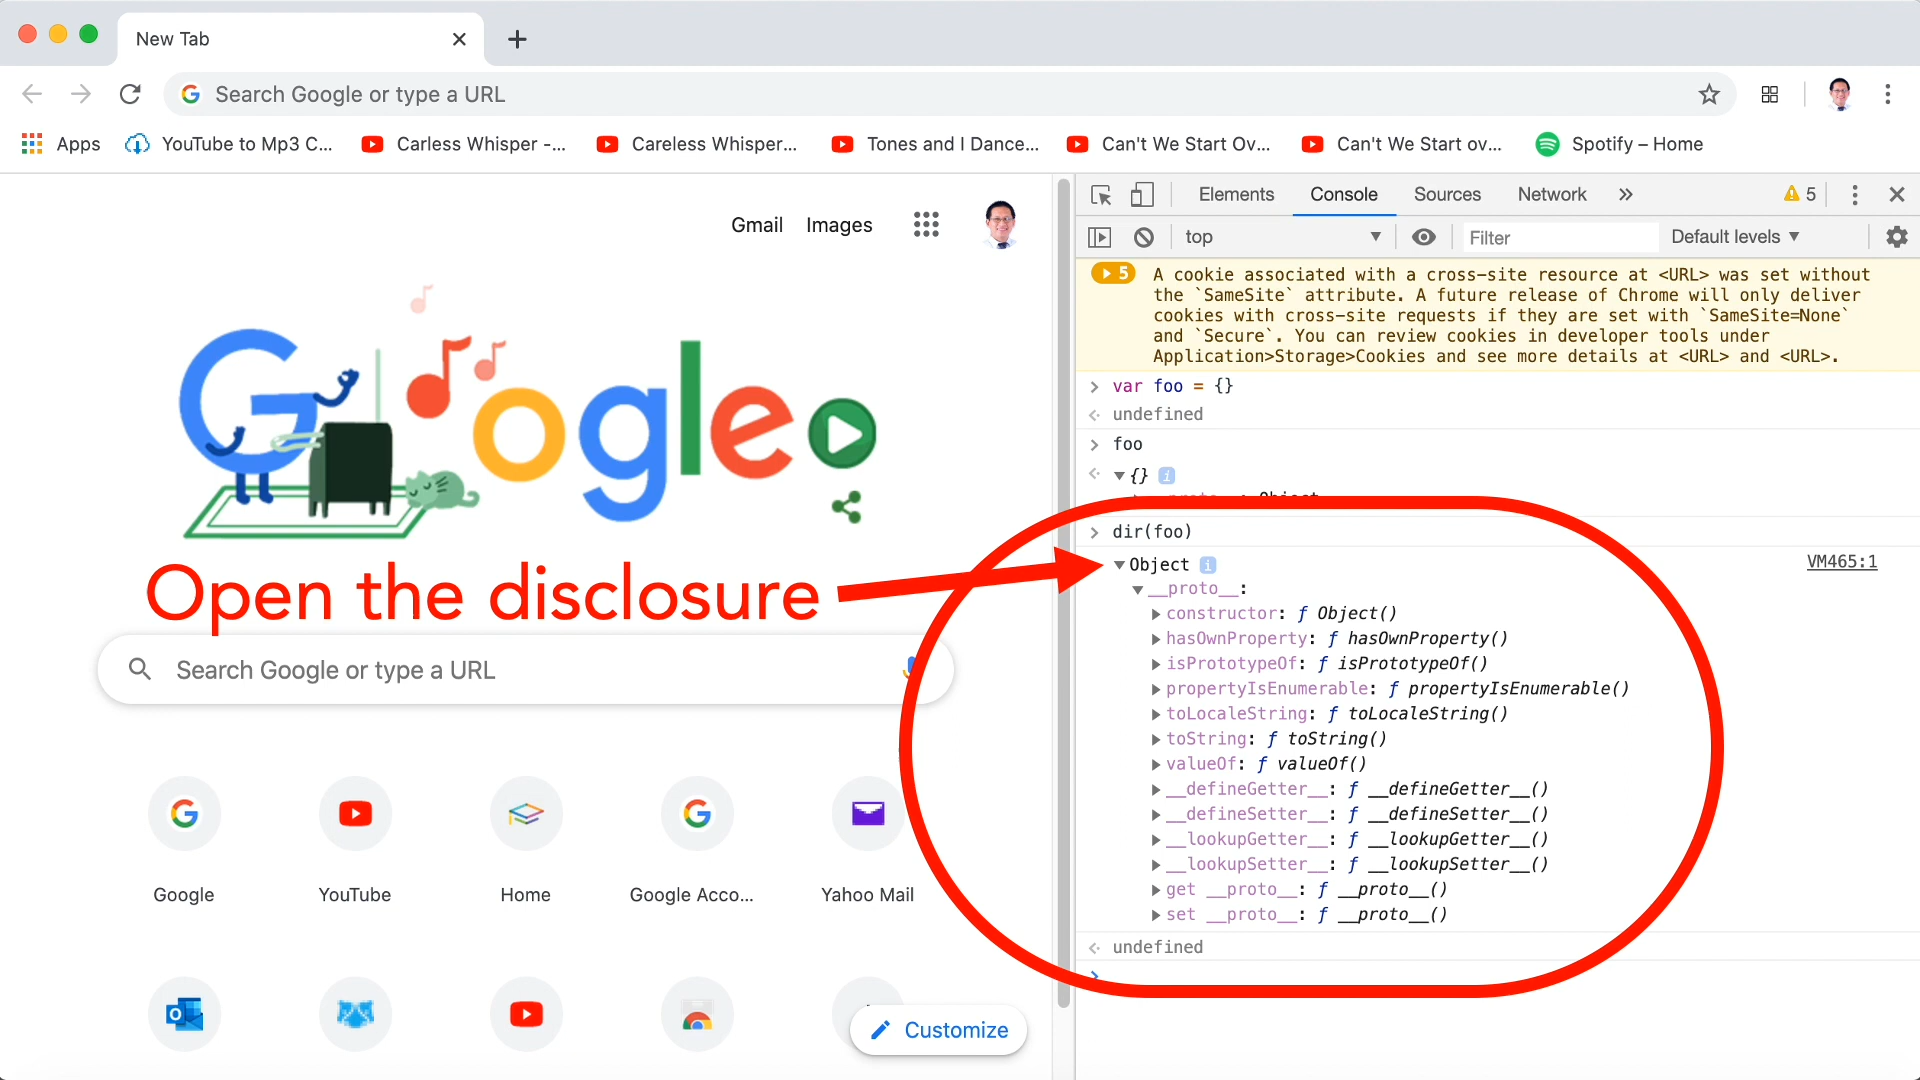 New Tab
Search Google or type a URL
Apps
YouTube to Mp3 C...
Carless Whisper -...
Careless Whisper...
Tones and I Dance...
Can't We Start Ov...
Can't We Start ov...
Spotify – Home
Gmail
Images
Google
Open the disclosure
Search Google or type a URL
Google
YouTube
Home
Google Acco...
Yahoo Mail
Customize
Elements
Console
Sources
Network
5
top
Filter
Default levels
5
A cookie associated with a cross-site resource at <URL> was set without
the `SameSite` attribute. A future release of Chrome will only deliver
cookies with cross-site requests if they are set with `SameSite=None`
and `Secure`. You can review cookies in developer tools under
Application>Storage>Cookies and see more details at <URL> and <URL>.
var foo = {}
undefined
foo
{} i
dir(foo)
Object i
VM465:1
__proto__:
constructor: ƒ Object()
hasOwnProperty: ƒ hasOwnProperty()
isPrototypeOf: ƒ isPrototypeOf()
propertyIsEnumerable: ƒ propertyIsEnumerable()
toLocaleString: ƒ toLocaleString()
toString: ƒ toString()
valueOf: ƒ valueOf()
__defineGetter__: ƒ __defineGetter__()
__defineSetter__: ƒ __defineSetter__()
__lookupGetter__: ƒ __lookupGetter__()
__lookupSetter__: ƒ __lookupSetter__()
get __proto__: ƒ __proto__()
set __proto__: ƒ __proto__()
undefined